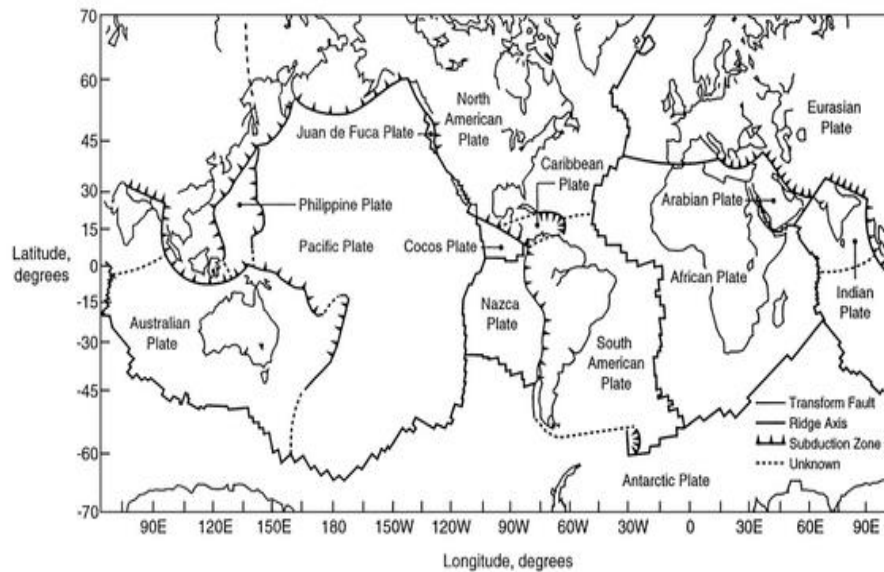 70
60
45
30
15
0
-15
-30
-45
-60
-70
Latitude,
degrees
North
American
Plate
Eurasian
Plate
Juan de Fuca Plate
Caribbean
Plate
Arabian Plate
Philippine Plate
Pacific Plate
Cocos Plate
African Plate
Indian
Plate
Nazca
Plate
Australian
Plate
South
American
Plate
Transform Fault
Ridge Axis
Subduction Zone
Unknown
Antarctic Plate
90E 120E 150E 180 150W 120W 90W 60W 30W 0 30E 60E 90E
Longitude, degrees